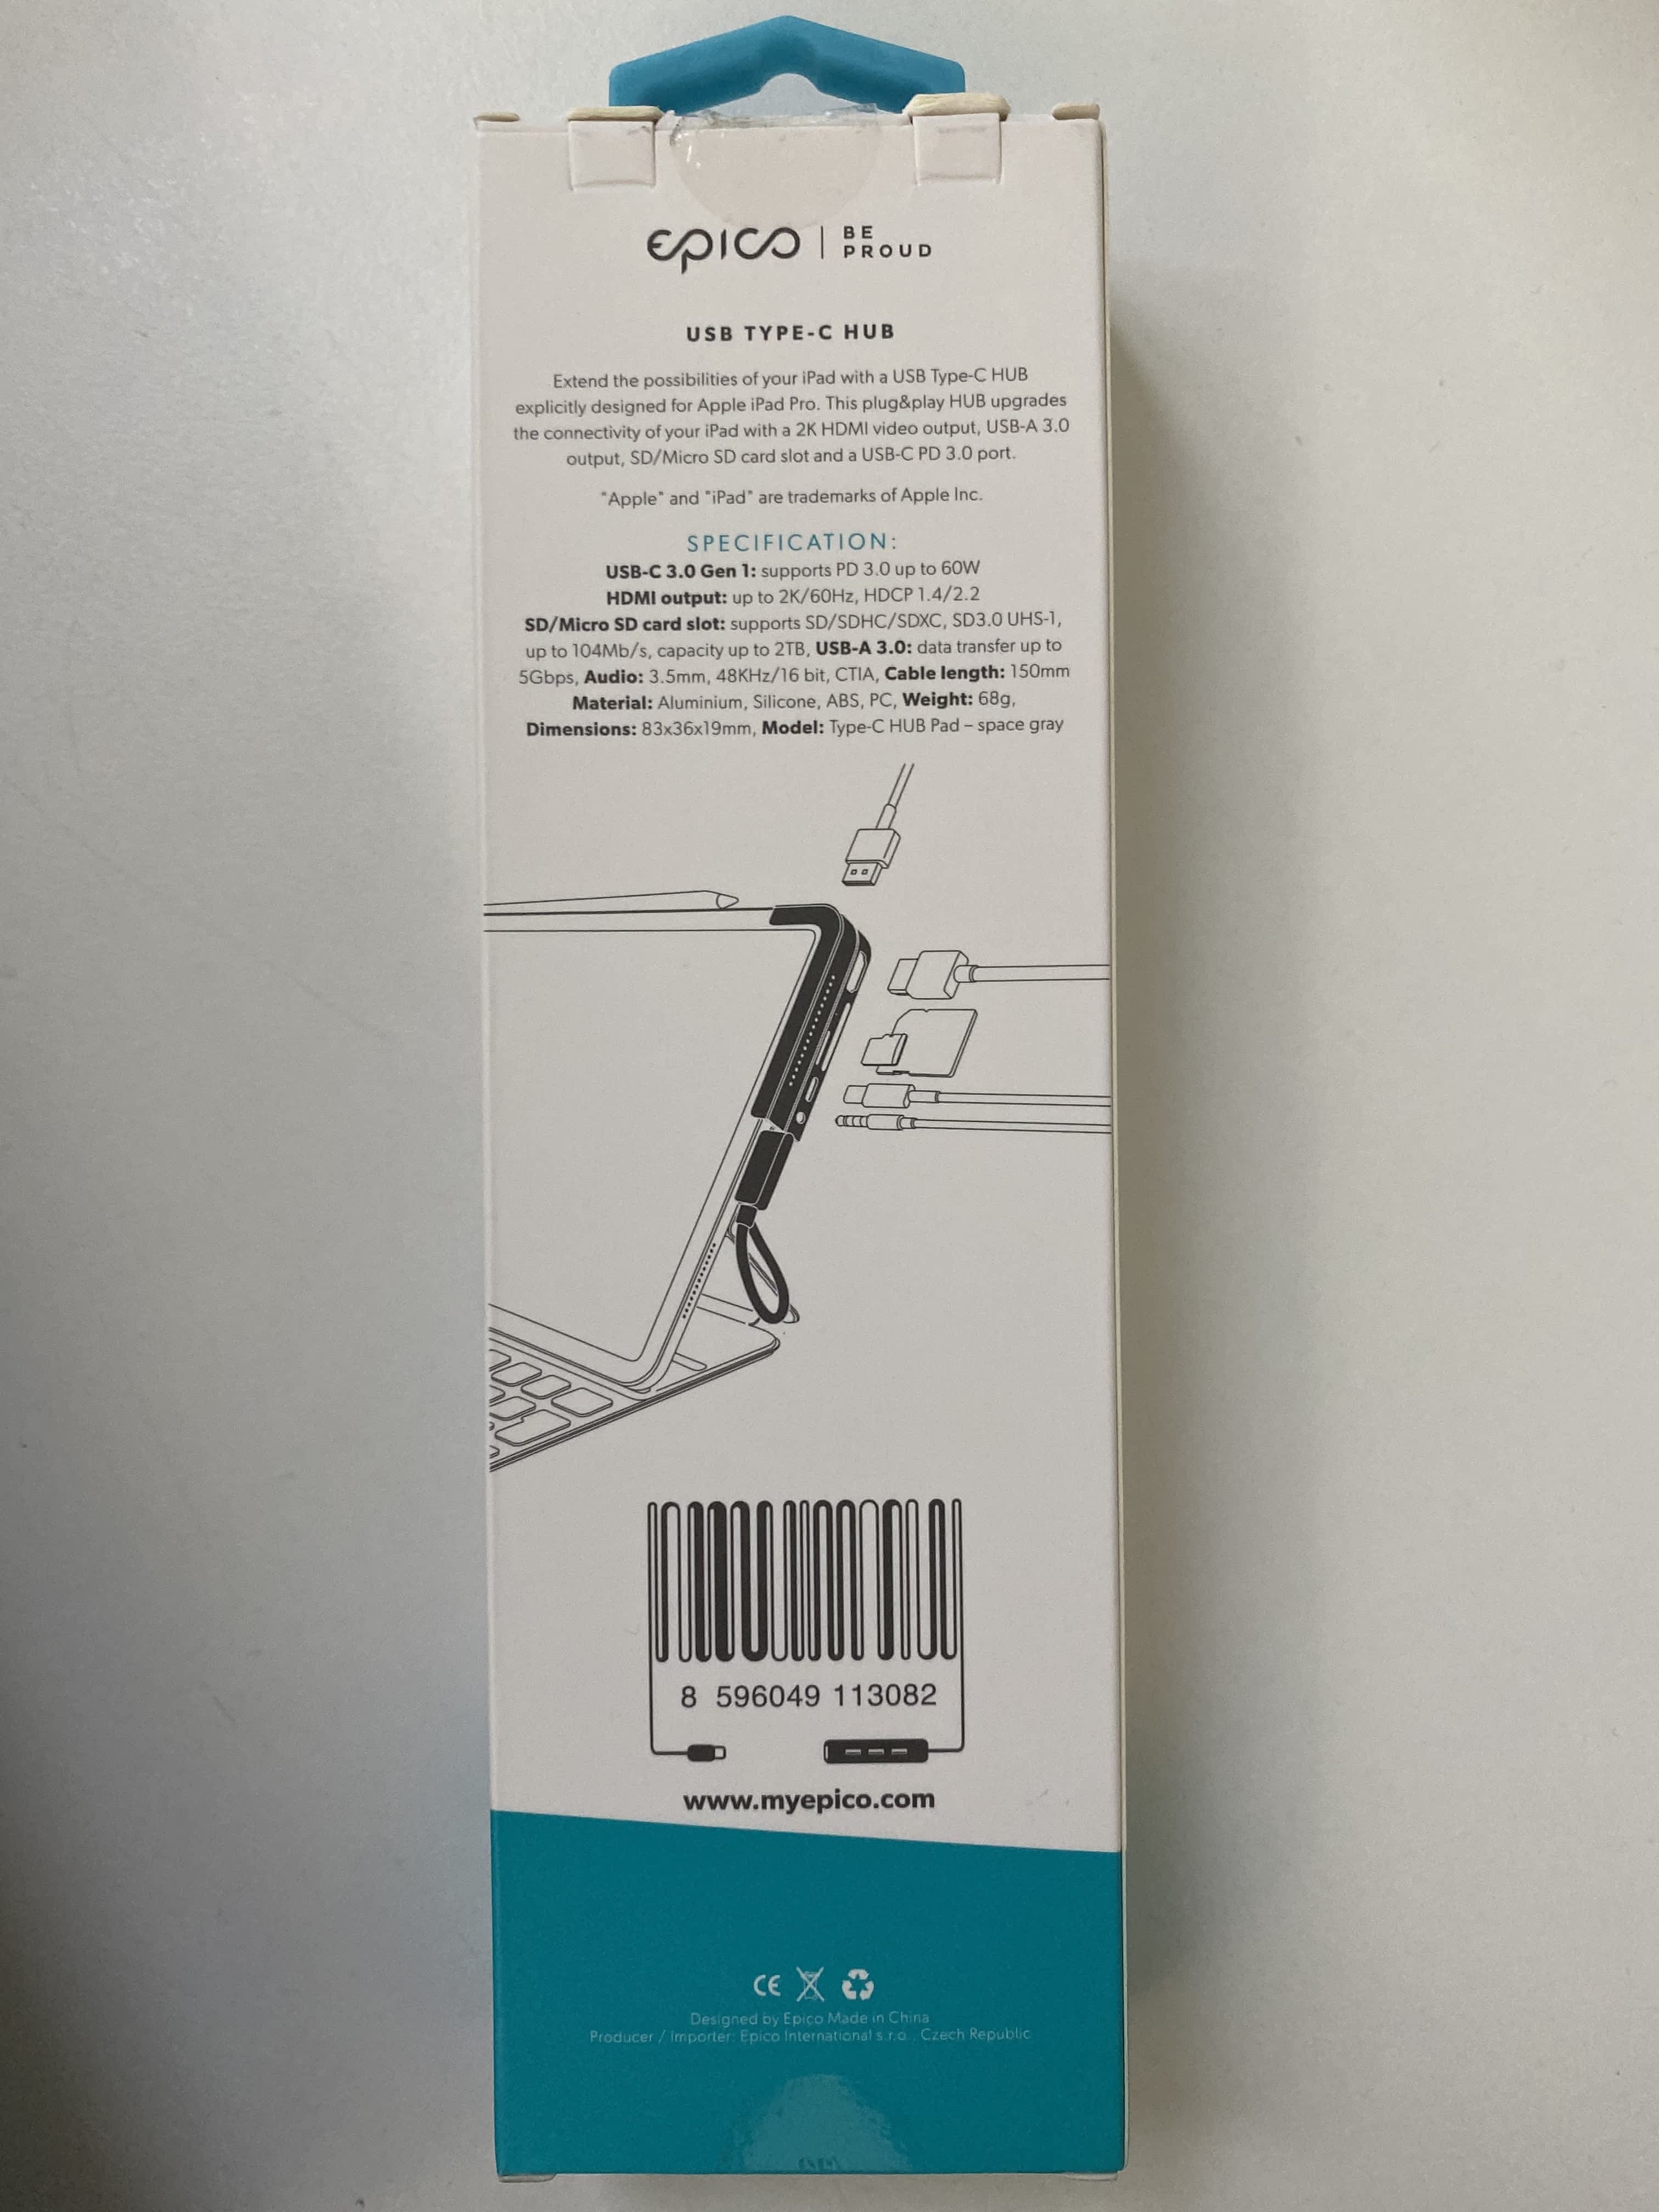 epico | BE PROUD
USB TYPE-C HUB
Extend the possibilities of your iPad with a USB Type-C HUB
explicitly designed for Apple iPad Pro. This plug&play HUB upgrades
the connectivity of your iPad with a 2K HDMI video output, USB-A 3.0
output, SD/Micro SD card slot and a USB-C PD 3.0 port.
"Apple" and "iPad" are trademarks of Apple Inc.
SPECIFICATION:
USB-C 3.0 Gen 1: supports PD 3.0 up to 60W
HDMI output: up to 2K/60Hz, HDCP 1.4/2.2
SD/Micro SD card slot: supports SD/SDHC/SDXC, SD3.0 UHS-1,
up to 104Mb/s, capacity up to 2TB, USB-A 3.0: data transfer up to
5Gbps, Audio: 3.5mm, 48KHz/16 bit, CTIA, Cable length: 150mm
Material: Aluminium, Silicone, ABS, PC, Weight: 68g,
Dimensions: 83x36x19mm, Model: Type-C HUB Pad – space gray
8 596049 113082
www.myepico.com
CE
Designed by Epico Made in China
Producer / Importer: Epico International s.r.o., Czech Republic